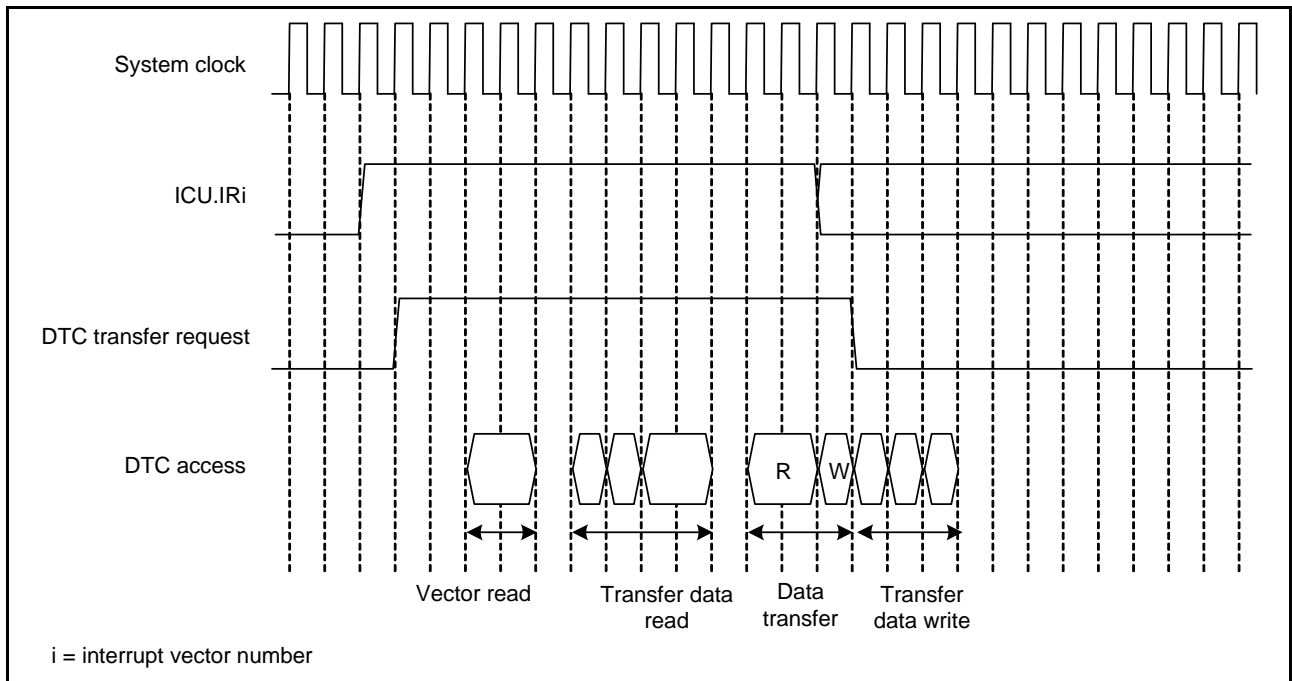 System clock
ICU.IRi
DTC transfer request
DTC access
R
W
Vector read
Transfer data
read
Data
transfer
Transfer
data write
i = interrupt vector number